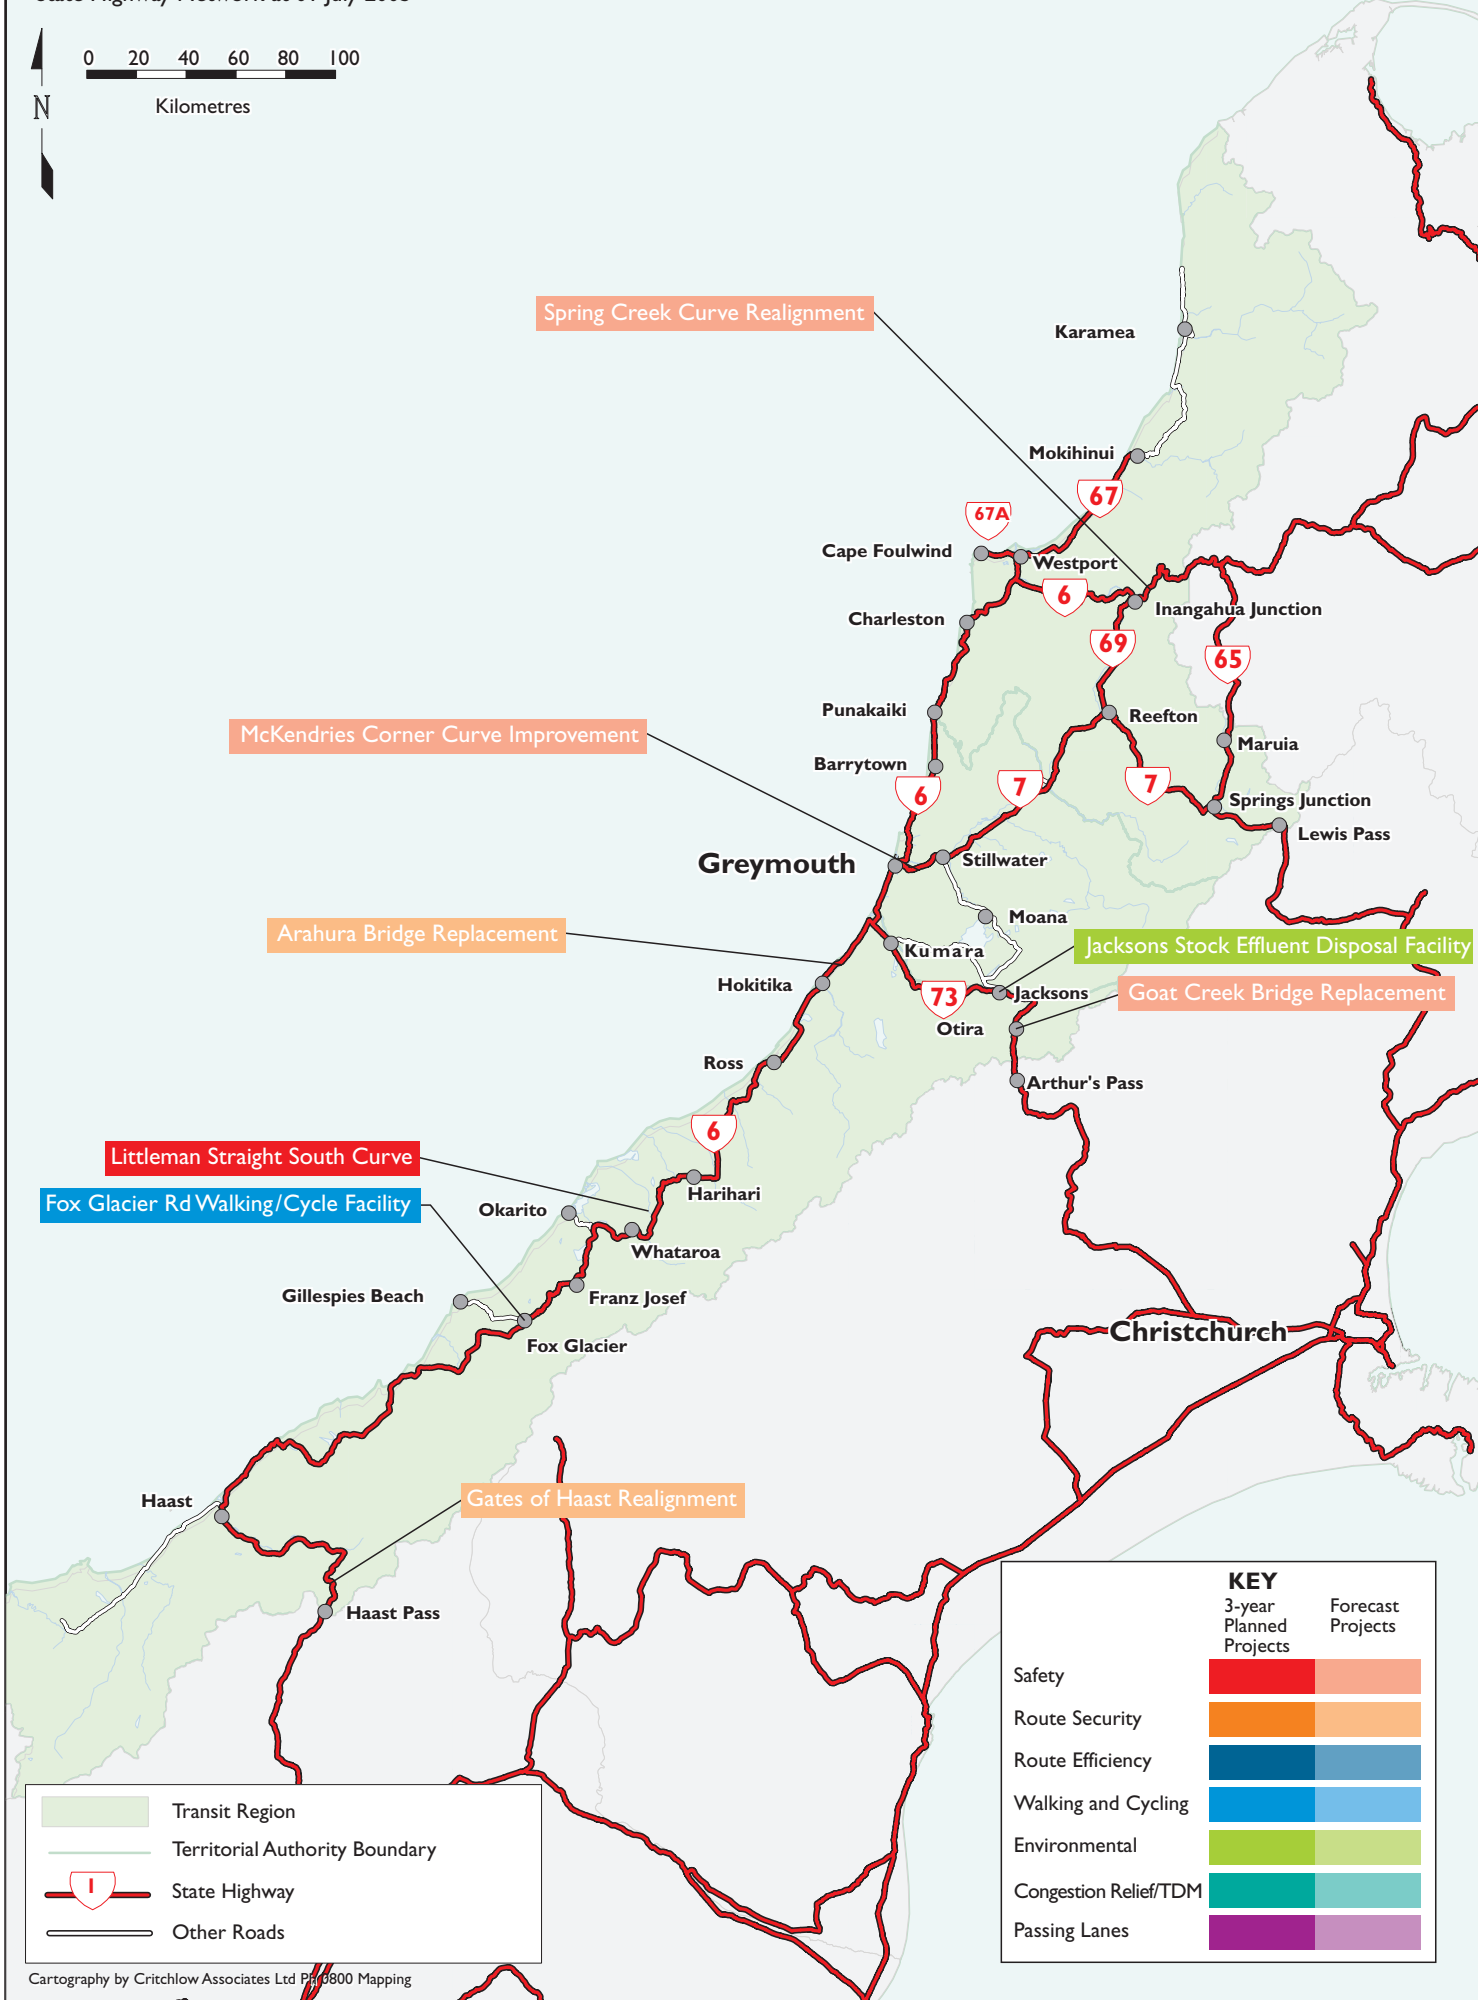 0 20 40 60 80 100
Kilometres
N
Spring Creek Curve Realignment
Karamea
Mokihinui
67
67A
Cape Foulwind
Westport
6
Inangahua Junction
Charleston
69
65
Punakaiki
Reefton
McKendries Corner Curve Improvement
Maruia
Barrytown
6
7
7
Springs Junction
Lewis Pass
Greymouth
Stillwater
Moana
Arahura Bridge Replacement
Kumara
Jacksons Stock Effluent Disposal Facility
Hokitika
73
Jacksons
Goat Creek Bridge Replacement
Otira
Ross
Arthur's Pass
6
Littleman Straight South Curve
Harihari
Fox Glacier Rd Walking/Cycle Facility
Okarito
Whataroa
Gillespies Beach
Franz Josef
Christchurch
Fox Glacier
Haast
Gates of Haast Realignment
Haast Pass
KEY
3-year Planned Projects
Forecast Projects
Safety
Route Security
Route Efficiency
Walking and Cycling
Environmental
Congestion Relief/TDM
Passing Lanes
Transit Region
Territorial Authority Boundary
1
State Highway
Other Roads
Cartography by Critchlow Associates Ltd PH 0800 Mapping